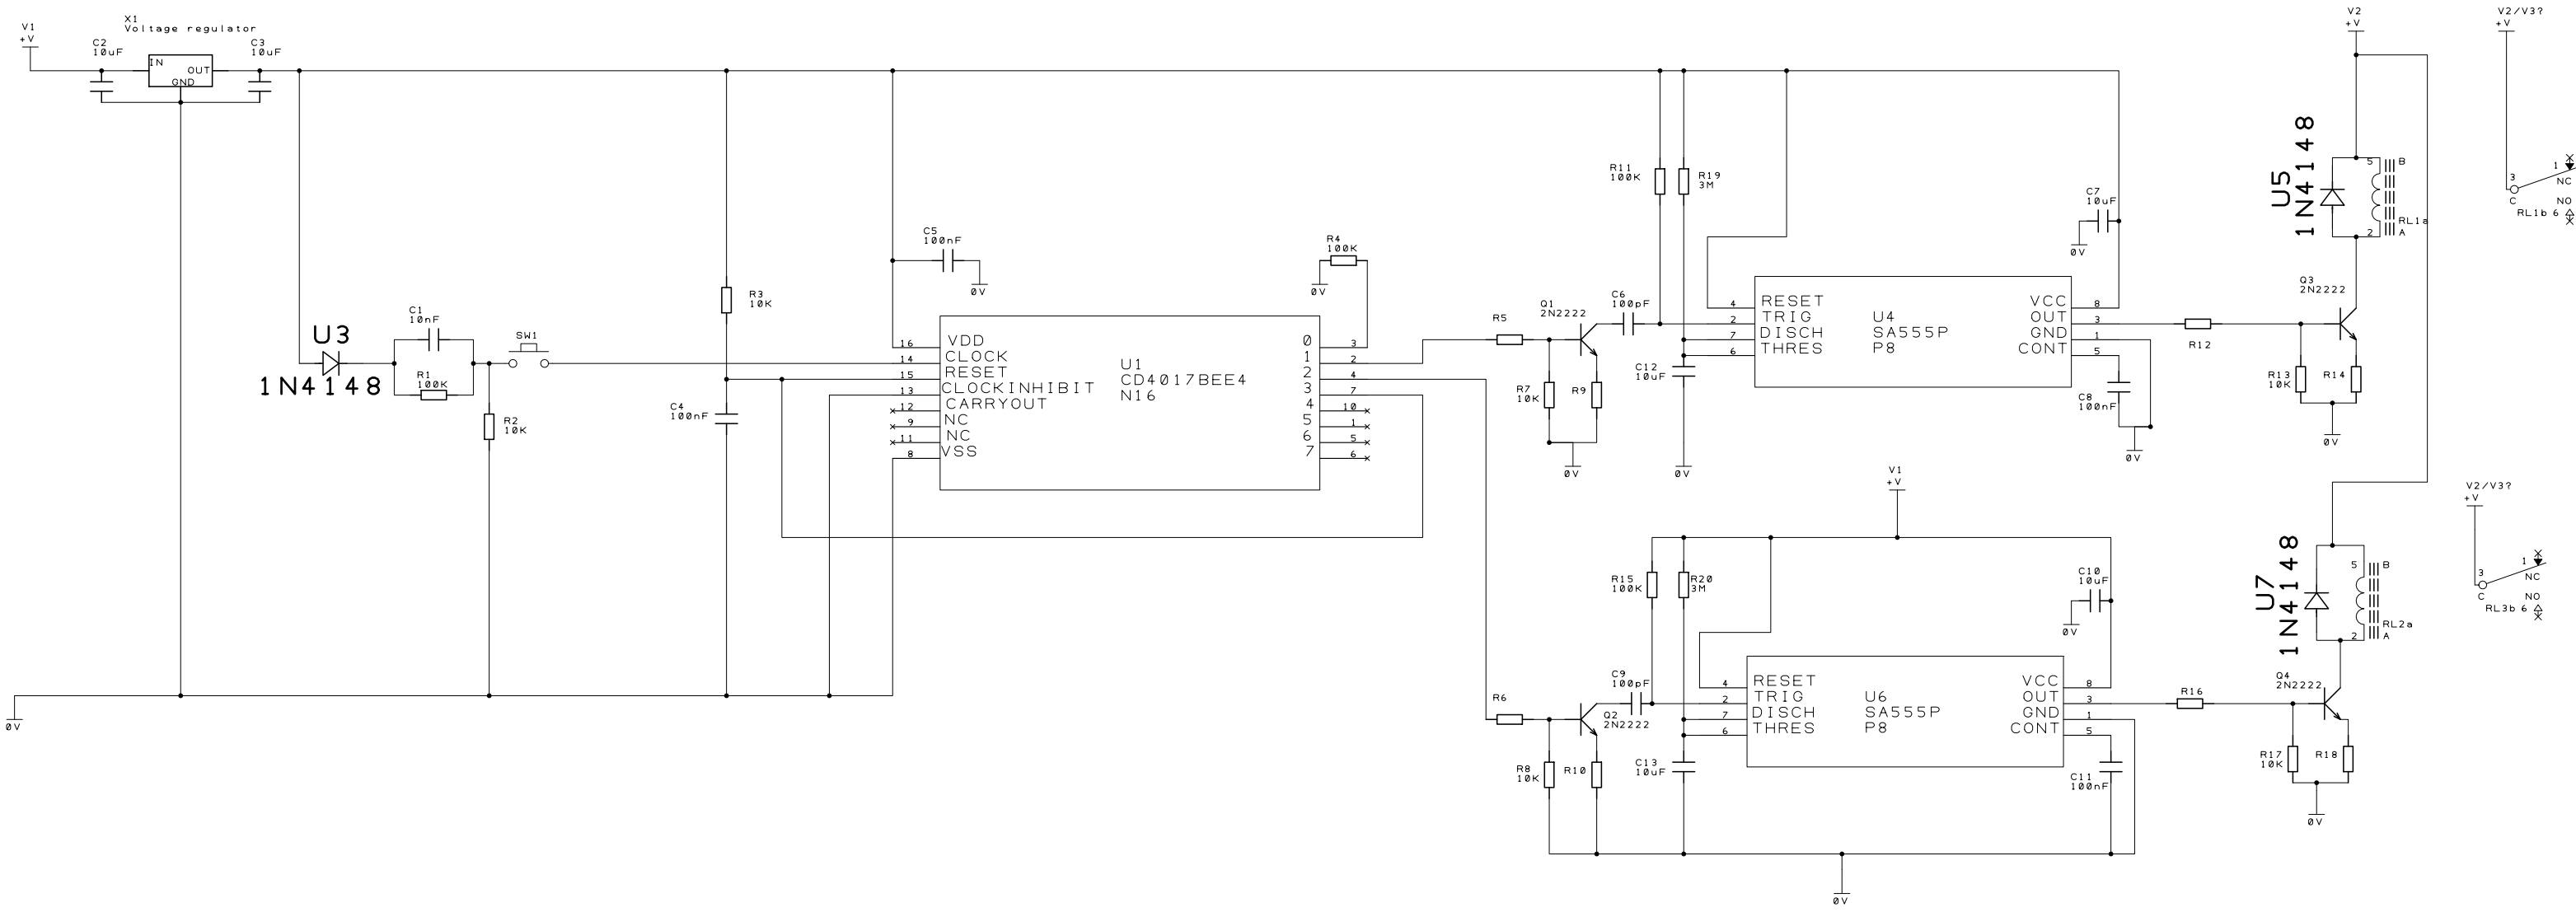 V1
+V
X1
Voltage regulator
C2
10uF
IN
OUT
GND
C3
10uF
U3
1N4148
C1
10nF
R1
100K
SW1
R2
10K
0V
R3
10K
C4
100nF
C5
100nF
0V
R4
100K
0V
16
14
15
13
12
9
11
8
VDD
CLOCK
RESET
CLOCKINHIBIT
CARRYOUT
NC
NC
VSS
U1
CD4017BEE4
N16
0
1
2
3
4
5
6
7
3
2
4
7
10
1
5
6
R5
Q1
2N2222
R7
10K
R9
0V
C6
100pF
R11
100K
R19
3M
C12
10uF
0V
4
2
7
6
RESET
TRIG
DISCH
THRES
U4
SA555P
P8
VCC
OUT
GND
CONT
8
3
1
5
C7
10uF
0V
C8
100nF
0V
R12
R13
10K
R14
0V
Q3
2N2222
V2
+V
U5
1N4148
5
B
RL1a
2
A
V2/V3?
+V
3
C
1
NC
NO
RL1b 6
R6
Q2
2N2222
R8
10K
R10
C9
100pF
R15
100K
R20
3M
C13
10uF
V1
+V
4
2
7
6
RESET
TRIG
DISCH
THRES
U6
SA555P
P8
VCC
OUT
GND
CONT
8
3
1
5
C10
10uF
0V
C11
100nF
0V
R16
R17
10K
R18
0V
Q4
2N2222
U7
1N4148
5
B
RL2a
2
A
V2/V3?
+V
3
C
1
NC
NO
RL3b 6